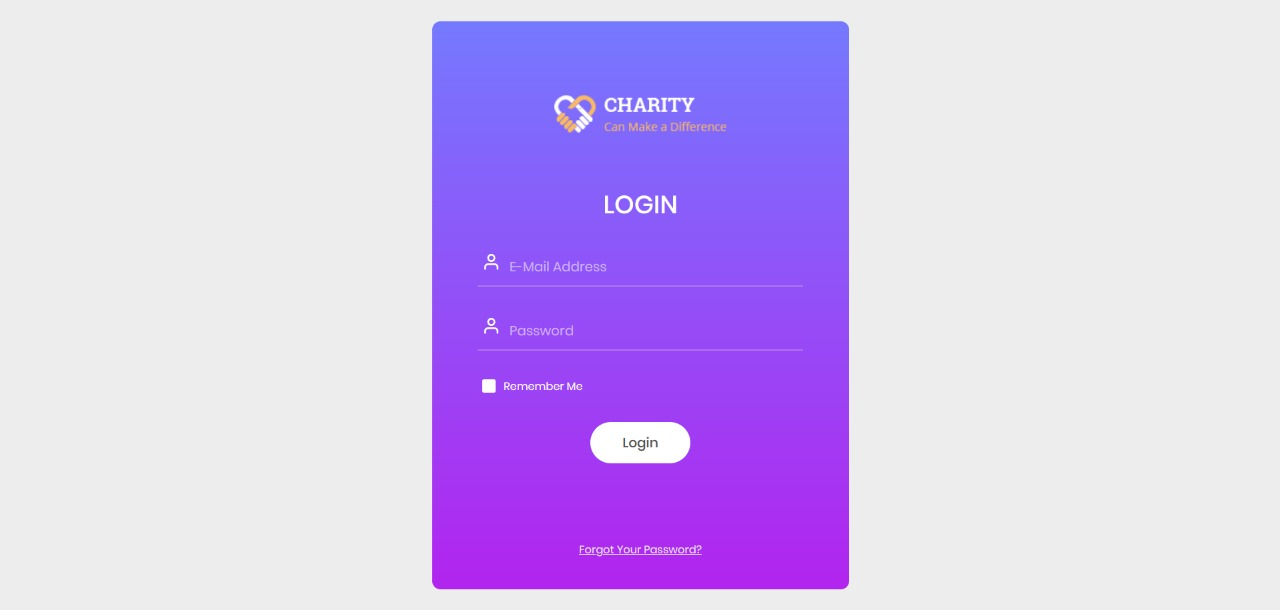 CHARITY
Can Make a Difference
LOGIN
E-Mail Address
Password
Remember Me
Login
Forgot Your Password?